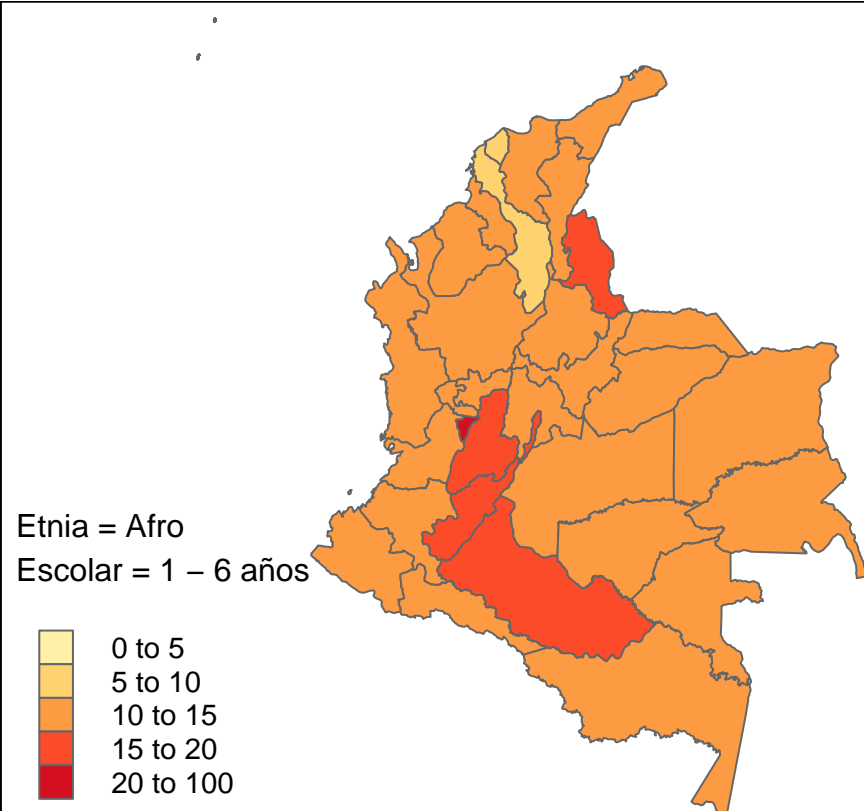 Etnia = Afro
Escolar = 1 – 6 años
0 to 5
5 to 10
10 to 15
15 to 20
20 to 100